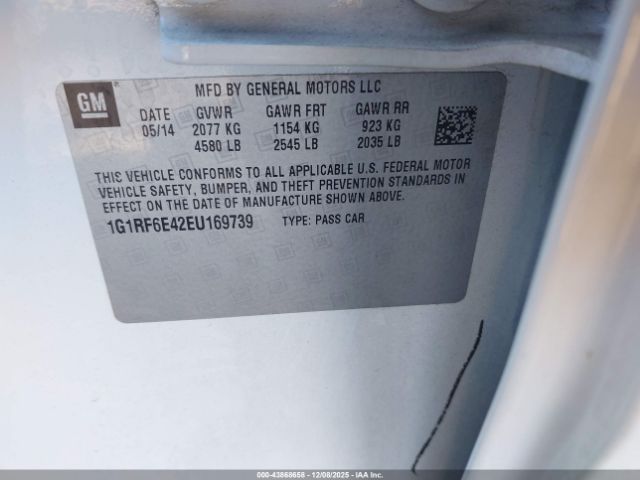 GM
MFD BY GENERAL MOTORS LLC
DATE GVWR GAWR FRT GAWR RR
05/14 2077 KG 1154 KG 923 KG
4580 LB 2545 LB 2035 LB
THIS VEHICLE CONFORMS TO ALL APPLICABLE U.S. FEDERAL MOTOR
VEHICLE SAFETY, BUMPER, AND THEFT PREVENTION STANDARDS IN
EFFECT ON THE DATE OF MANUFACTURE SHOWN ABOVE.
1G1RF6E42EU169739 TYPE: PASS CAR
000-43868658 - 12/08/2025 - IAA Inc.